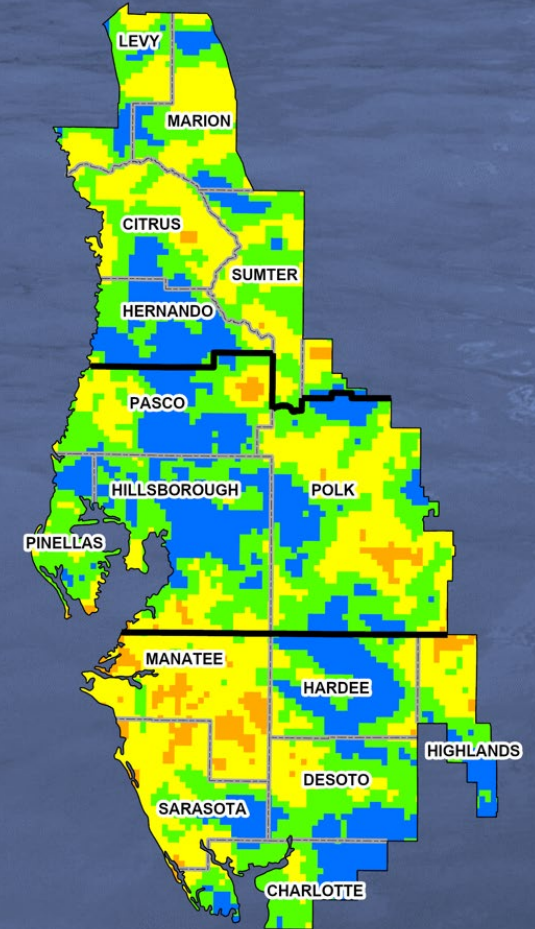 LEVY
MARION
CITRUS
SUMTER
HERNANDO
PASCO
HILLSBOROUGH
POLK
PINELLAS
MANATEE
HARDEE
HIGHLANDS
DESOTO
SARASOTA
CHARLOTTE